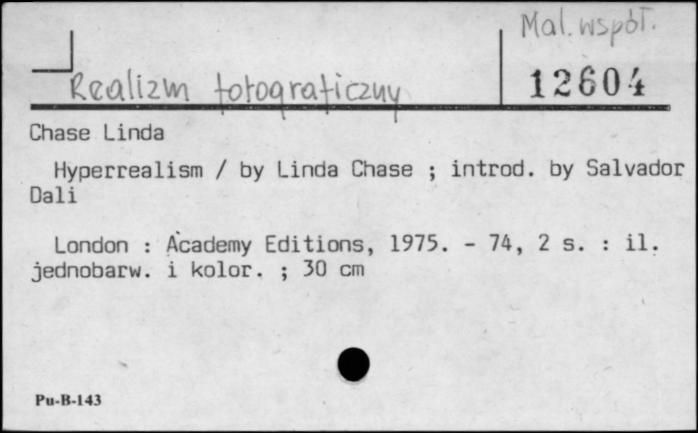 Mal. współ.
Realizm fotograficzny
12604
Chase Linda
Hyperrealism / by Linda Chase ; introd. by Salvador
Dali
London : Academy Editions, 1975. - 74, 2 s. : il.
jednobarw. i kolor. ; 30 cm
Pu-B-143